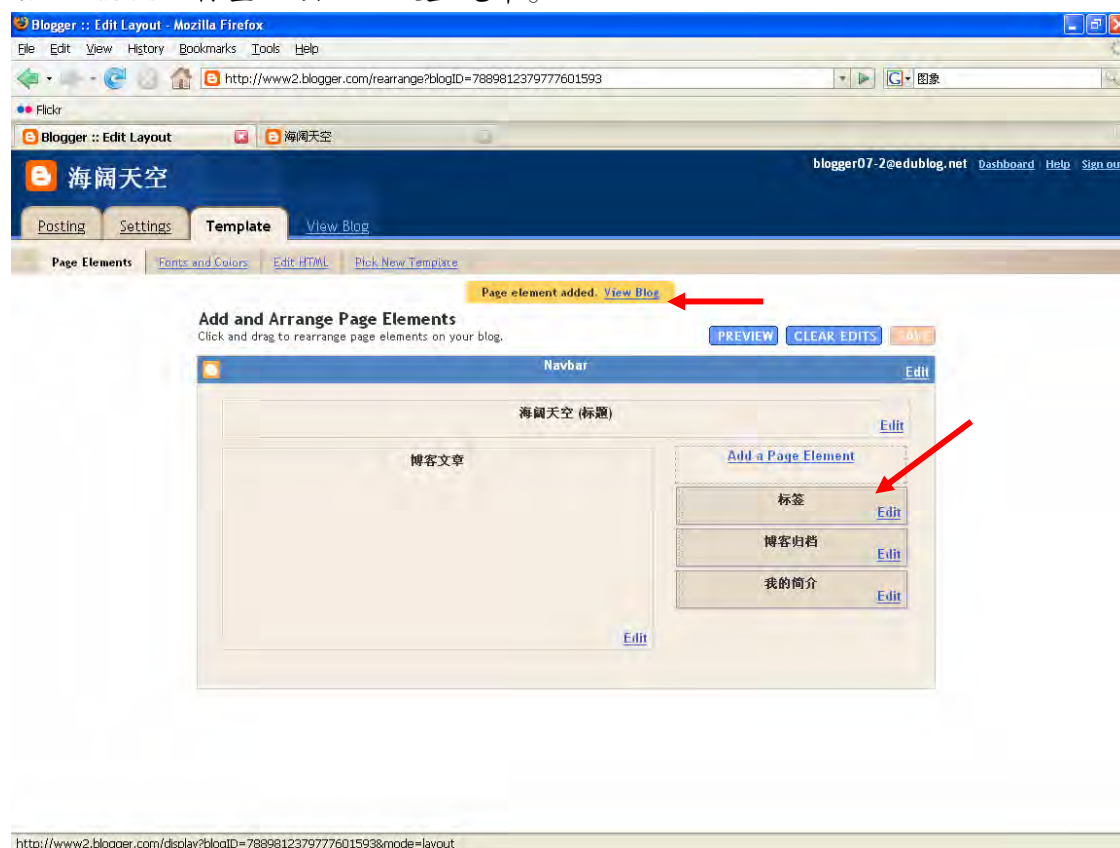 Blogger :: Edit Layout - Mozilla Firefox
File Edit View History Bookmarks Tools Help
http://www2.blogger.com/rearrange?blogID=7889812379777601593
图象
Flickr
Blogger :: Edit Layout
海阔天空
海阔天空
blogger07-2@edublog.net Dashboard Help Sign ou
Posting Settings Template View Blog
Page Elements Fonts and Colors Edit HTML Pick New Template
Page element added. View Blog
Add and Arrange Page Elements
Click and drag to rearrange page elements on your blog.
PREVIEW CLEAR EDITS SAVE
Navbar
Edit
海阔天空 (标题)
Edit
博客文章
Add a Page Element
标签
Edit
博客归档
Edit
我的简介
Edit
Edit
http://www2.blogger.com/display?blogID=7889812379777601593&mode=layout